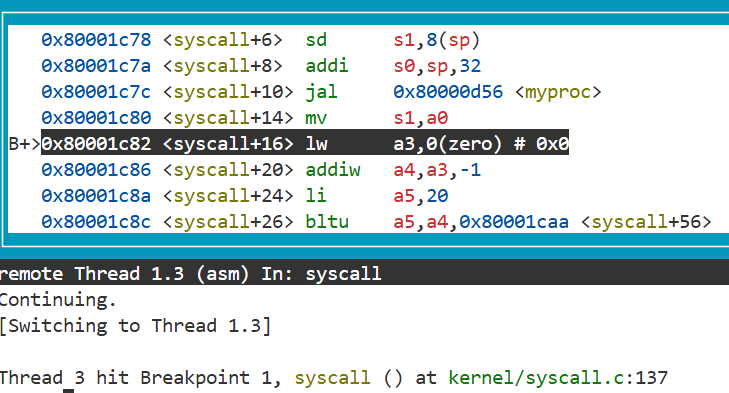 0x80001c78 <syscall+6> sd s1,8(sp)
0x80001c7a <syscall+8> addi s0,sp,32
0x80001c7c <syscall+10> jal 0x80000d56 <myproc>
0x80001c80 <syscall+14> mv s1,a0
B+>0x80001c82 <syscall+16> lw a3,0(zero) # 0x0
0x80001c86 <syscall+20> addiw a4,a3,-1
0x80001c8a <syscall+24> li a5,20
0x80001c8c <syscall+26> bltu a5,a4,0x80001caa <syscall+56>
remote Thread 1.3 (asm) In: syscall
Continuing.
[Switching to Thread 1.3]
Thread 3 hit Breakpoint 1, syscall () at kernel/syscall.c:137